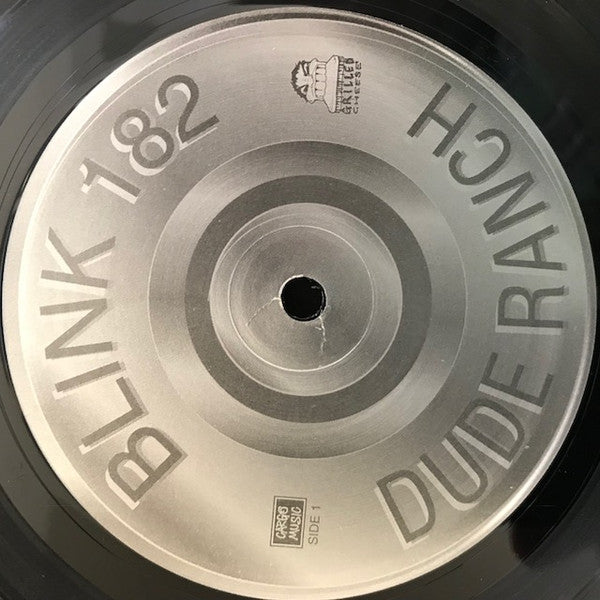 BLINK 182
DUDE RANCH
GRILLED
CHEESE
CARGO
MUSIC
SIDE 1